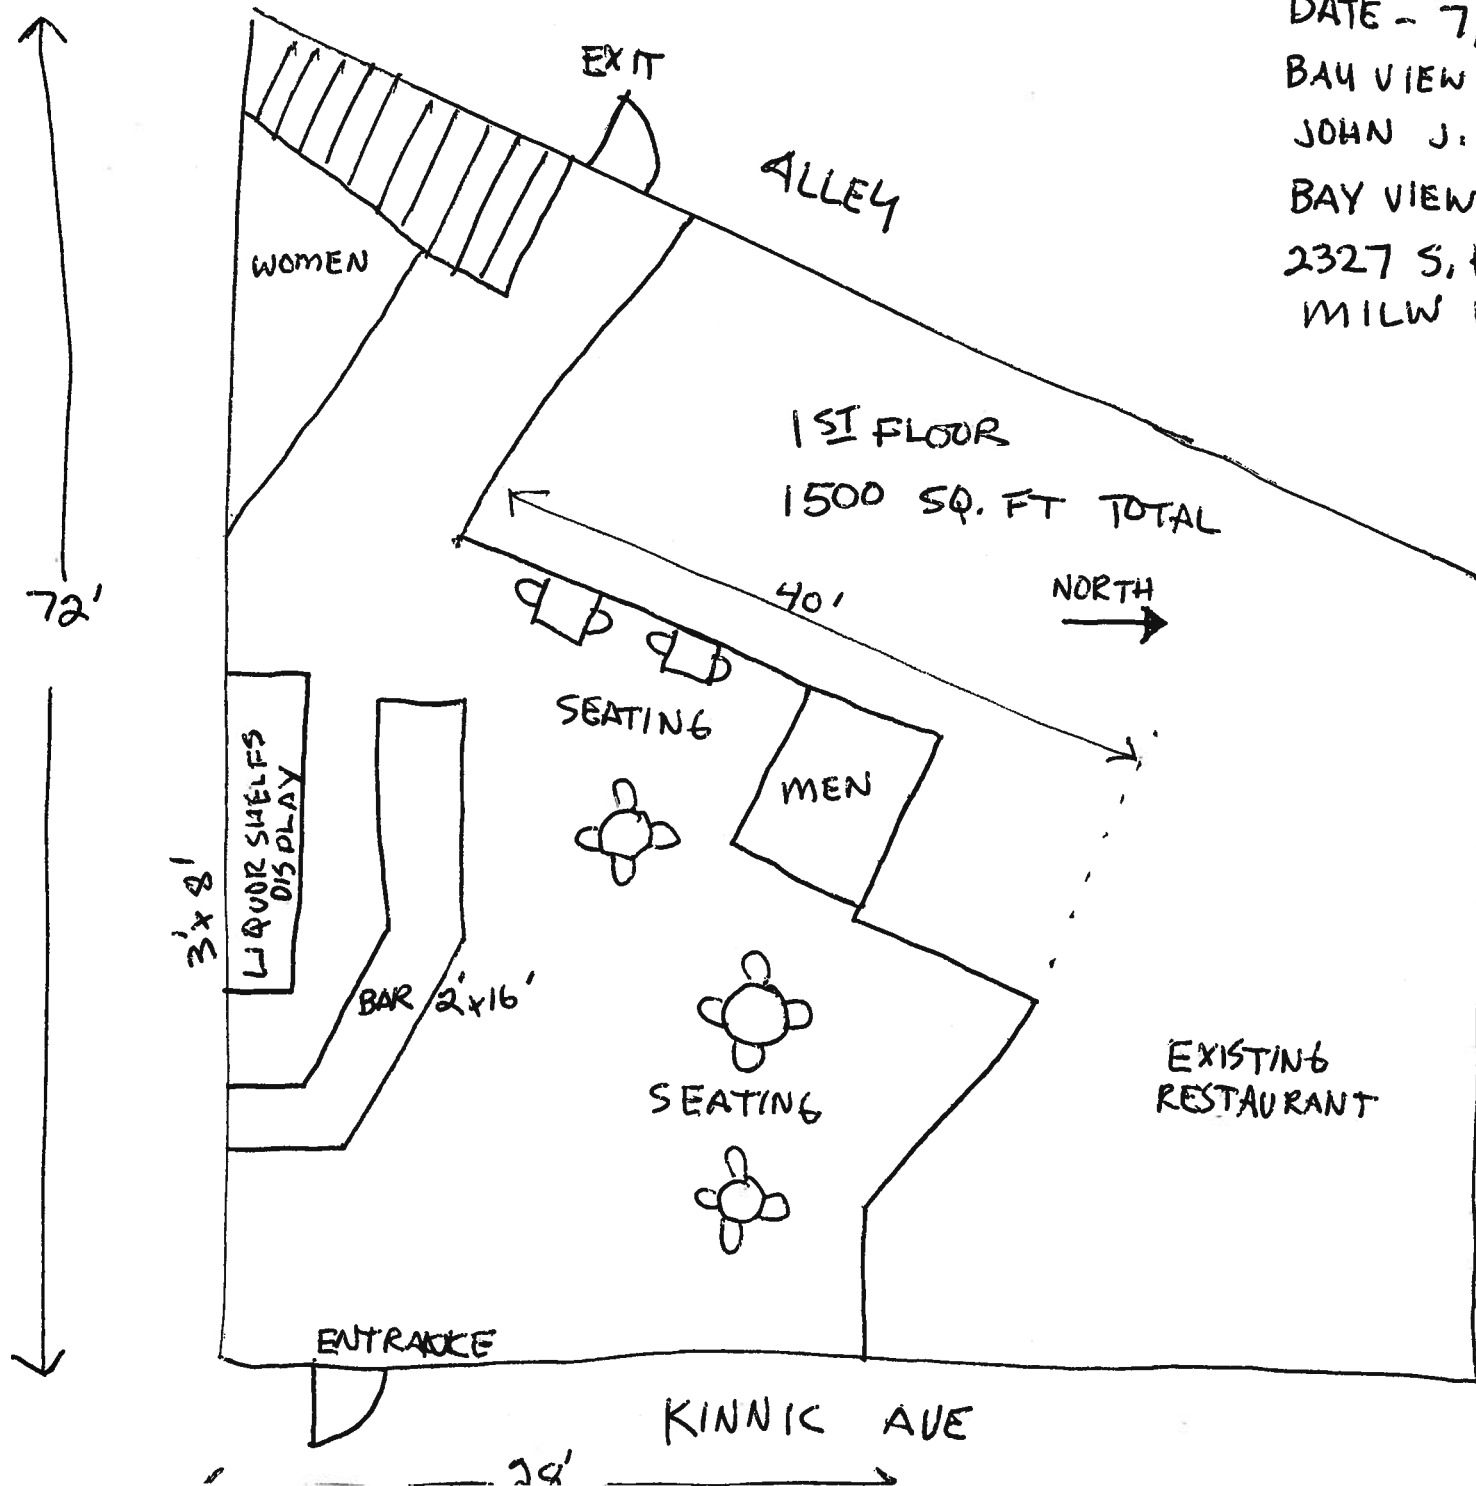 DATE - 7
BAY VIEW
JOHN J.
BAY VIEW
2327 S.
MILW
EXIT
ALLEY
WOMEN
1ST FLOOR
1500 SQ. FT TOTAL
NORTH
40'
72'
SEATING
MEN
LIQUOR SHELFS
DISPLAY
3'x8'
BAR 2'x16'
SEATING
EXISTING
RESTAURANT
ENTRANCE
KINNIC AVE